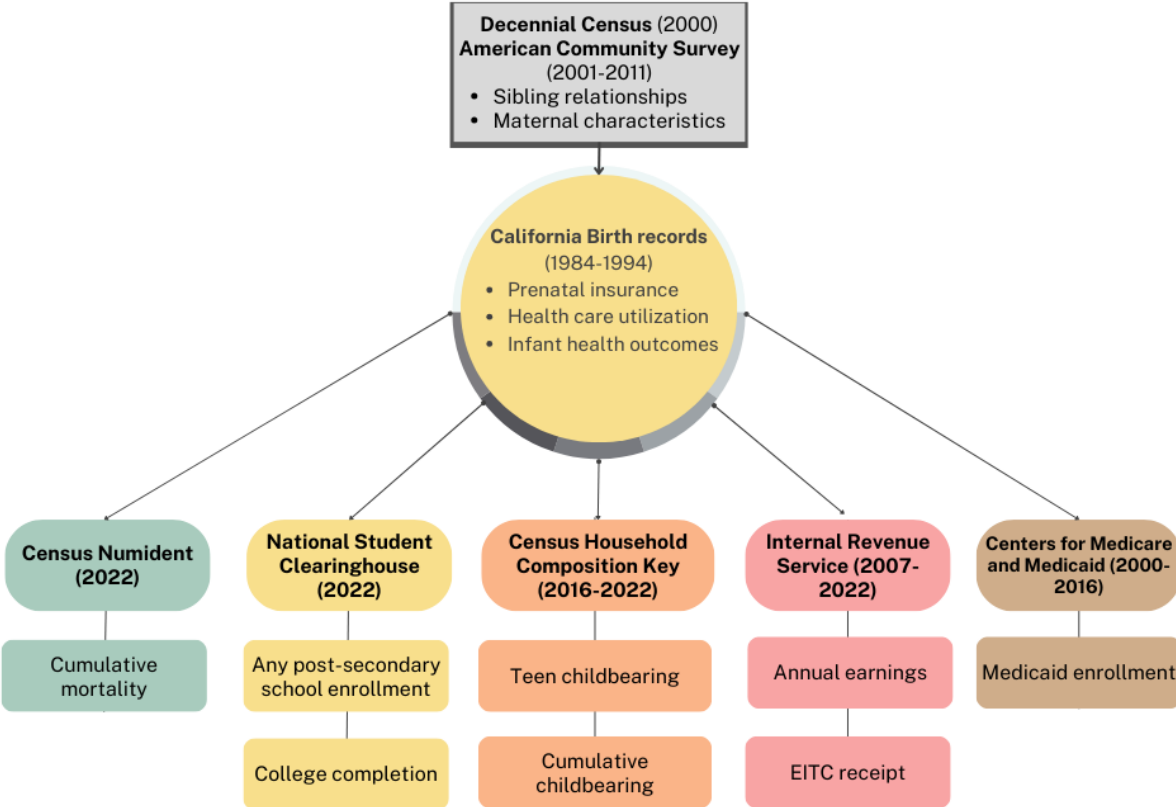 Decennial Census (2000)
American Community Survey
(2001-2011)
• Sibling relationships
• Maternal characteristics
California Birth records
(1984-1994)
• Prenatal insurance
• Health care utilization
• Infant health outcomes
Census Numident
(2022)
Cumulative
mortality
National Student
Clearinghouse
(2022)
Any post-secondary
school enrollment
College completion
Census Household
Composition Key
(2016-2022)
Teen childbearing
Cumulative
childbearing
Internal Revenue
Service (2007-
2022)
Annual earnings
EITC receipt
Centers for Medicare
and Medicaid (2000-
2016)
Medicaid enrollment